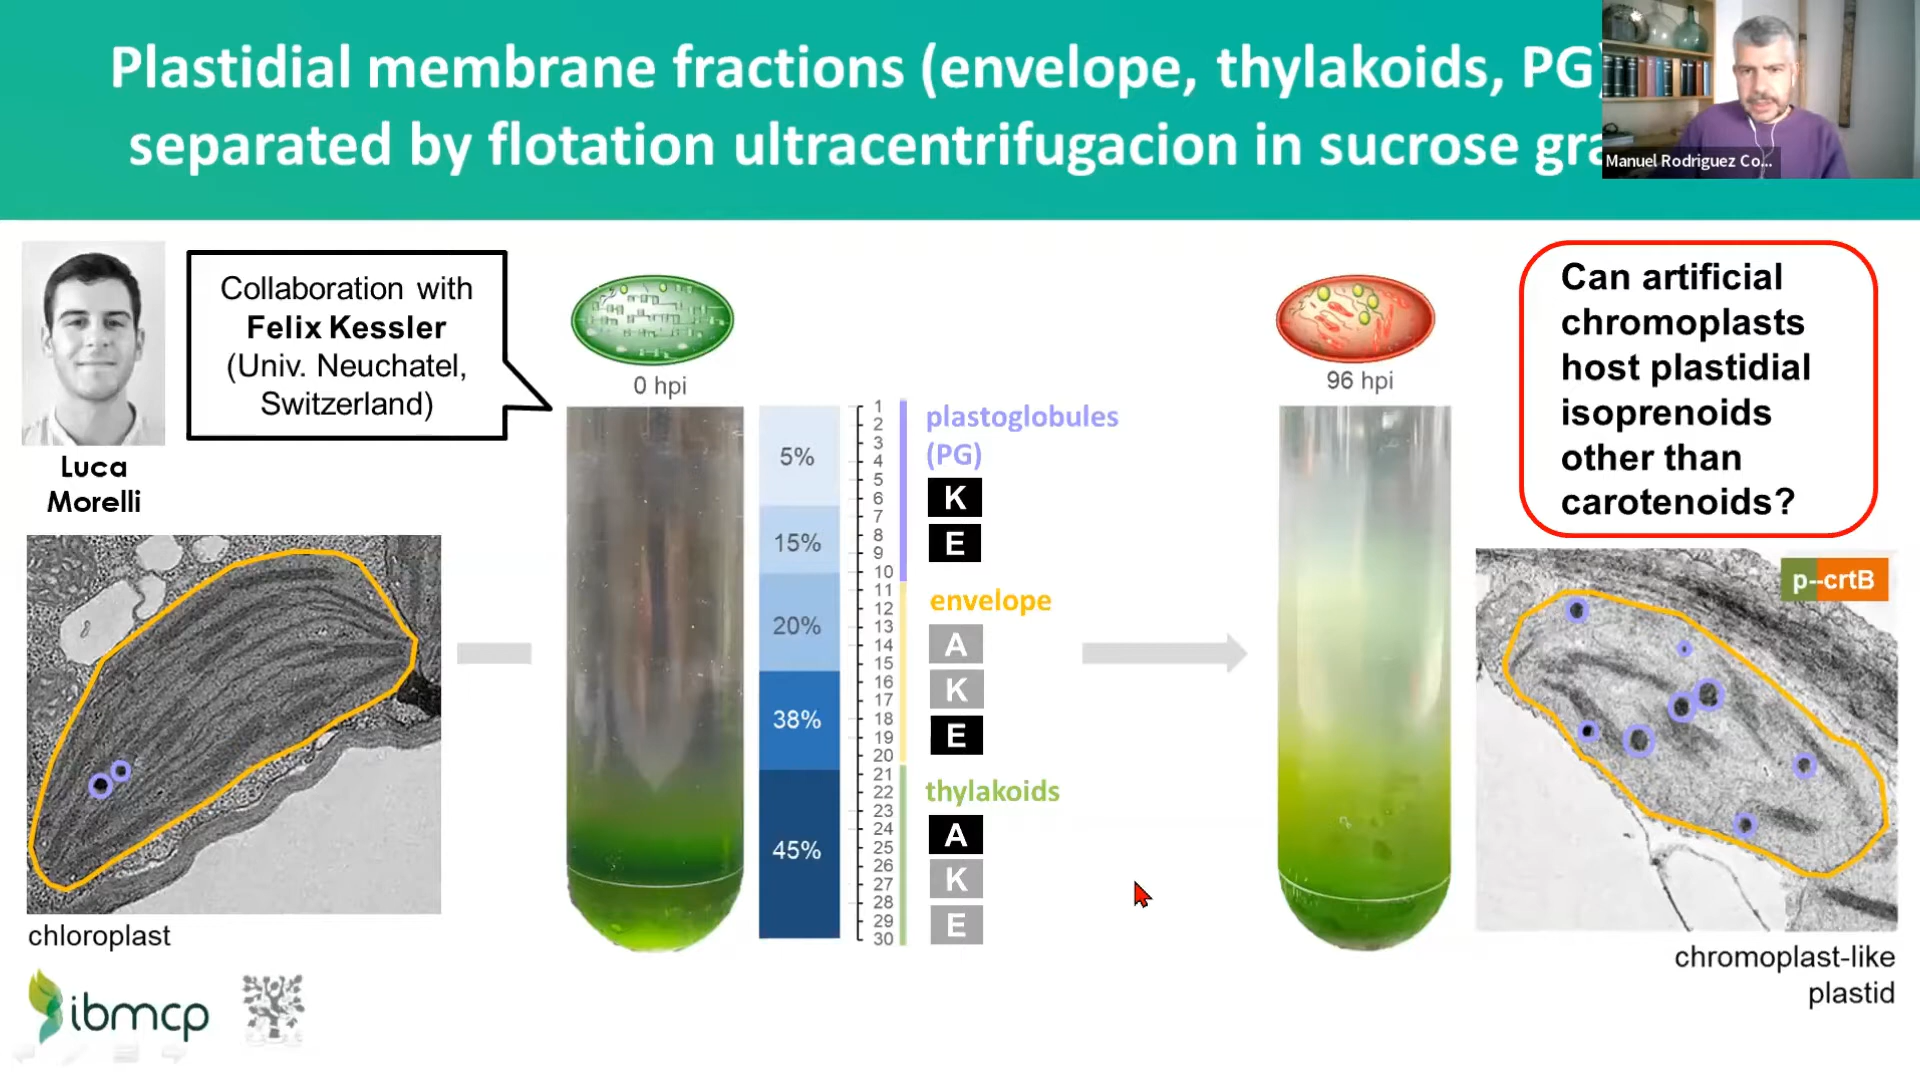 Plastidial membrane fractions (envelope, thylakoids, PG)
separated by flotation ultracentrifugacion in sucrose
Manuel Rodriguez Co...
Collaboration with
Felix Kessler
(Univ. Neuchatel,
Switzerland)
Luca
Morelli
chloroplast
ibmcp
0 hpi
5%
15%
20%
38%
45%
1
2
3
4
5
6
7
8
9
10
11
12
13
14
15
16
17
18
19
20
21
22
23
24
25
26
27
28
29
30
plastoglobules
(PG)
K
E
envelope
A
K
E
thylakoids
A
K
E
96 hpi
Can artificial
chromoplasts
host plastidial
isoprenoids
other than
carotenoids?
p--crtB
chromoplast-like
plastid